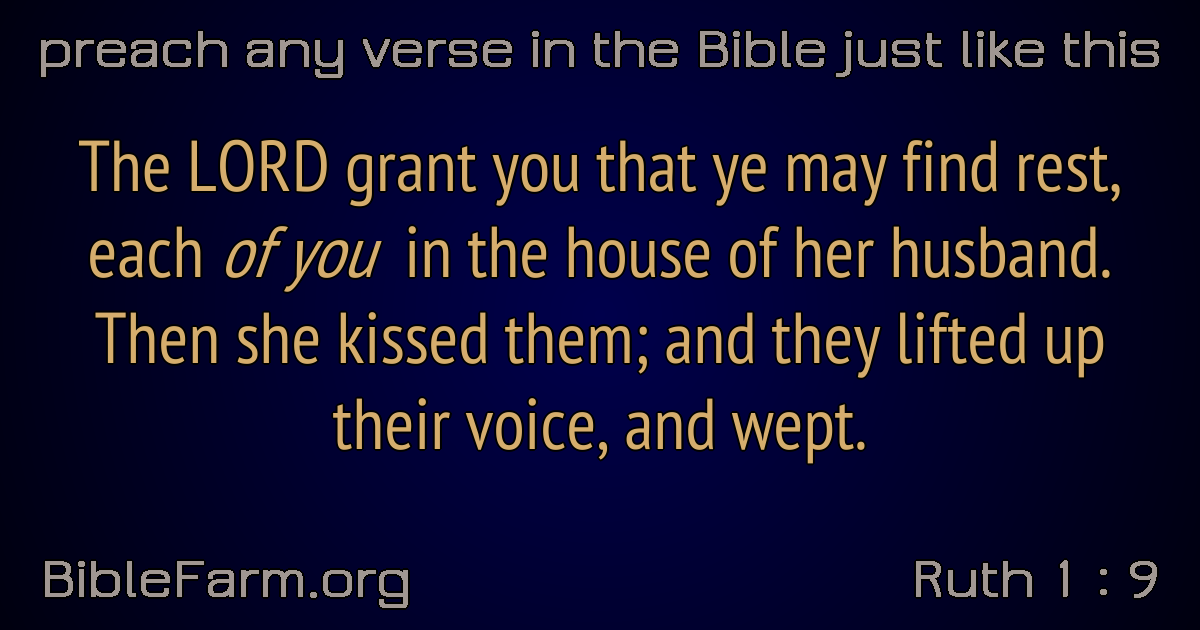 preach any verse in the Bible just like this
The LORD grant you that ye may find rest,
each of you in the house of her husband.
Then she kissed them; and they lifted up
their voice, and wept.
BibleFarm.org
Ruth 1 : 9